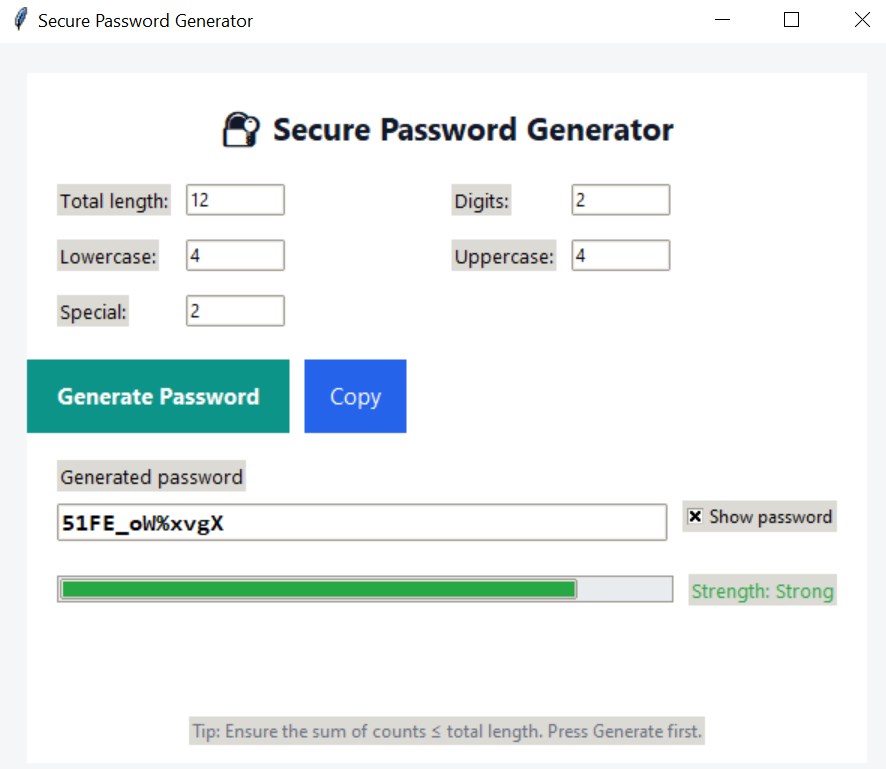 Secure Password Generator
Secure Password Generator
Total length: 12 Digits: 2
Lowercase: 4 Uppercase: 4
Special: 2
Generate Password Copy
Generated password
51FE_oW%xvgX Show password
Strength: Strong
Tip: Ensure the sum of counts ≤ total length. Press Generate first.